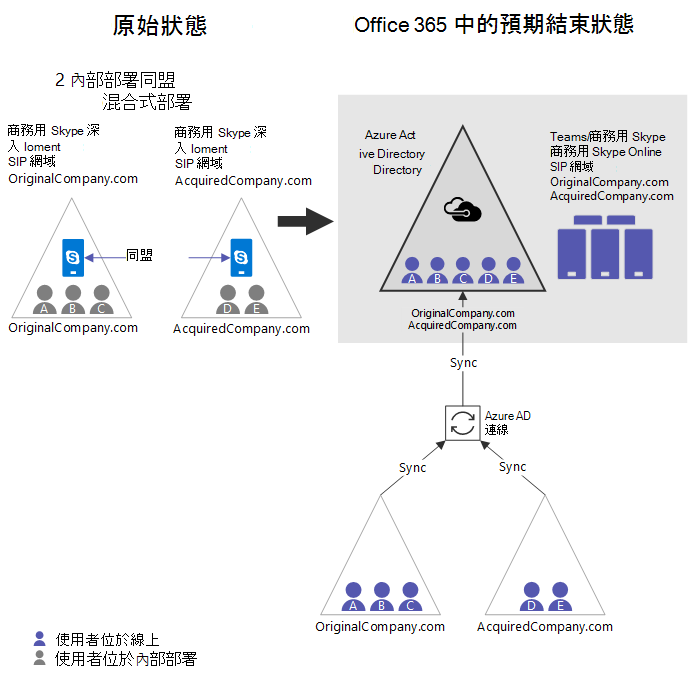 原始狀態
Office 365 中的預期結束狀態
2 內部部署同盟
混合式部署
商務用 Skype 深
入 loment
SIP 網域
OriginalCompany.com
商務用 Skype 深
入 loment
SIP 網域
AcquiredCompany.com
同盟
A B C
D E
OriginalCompany.com
AcquiredCompany.com
Azure Act
ive Directory
Directory
Teams/商務用 Skype
商務用 Skype Online
SIP 網域
OriginalCompany.com
AcquiredCompany.com
A B C D E
OriginalCompany.com
AcquiredCompany.com
Sync
Azure AD
連線
Sync
Sync
A B C
D E
OriginalCompany.com
AcquiredCompany.com
使用者位於線上
使用者位於內部部署